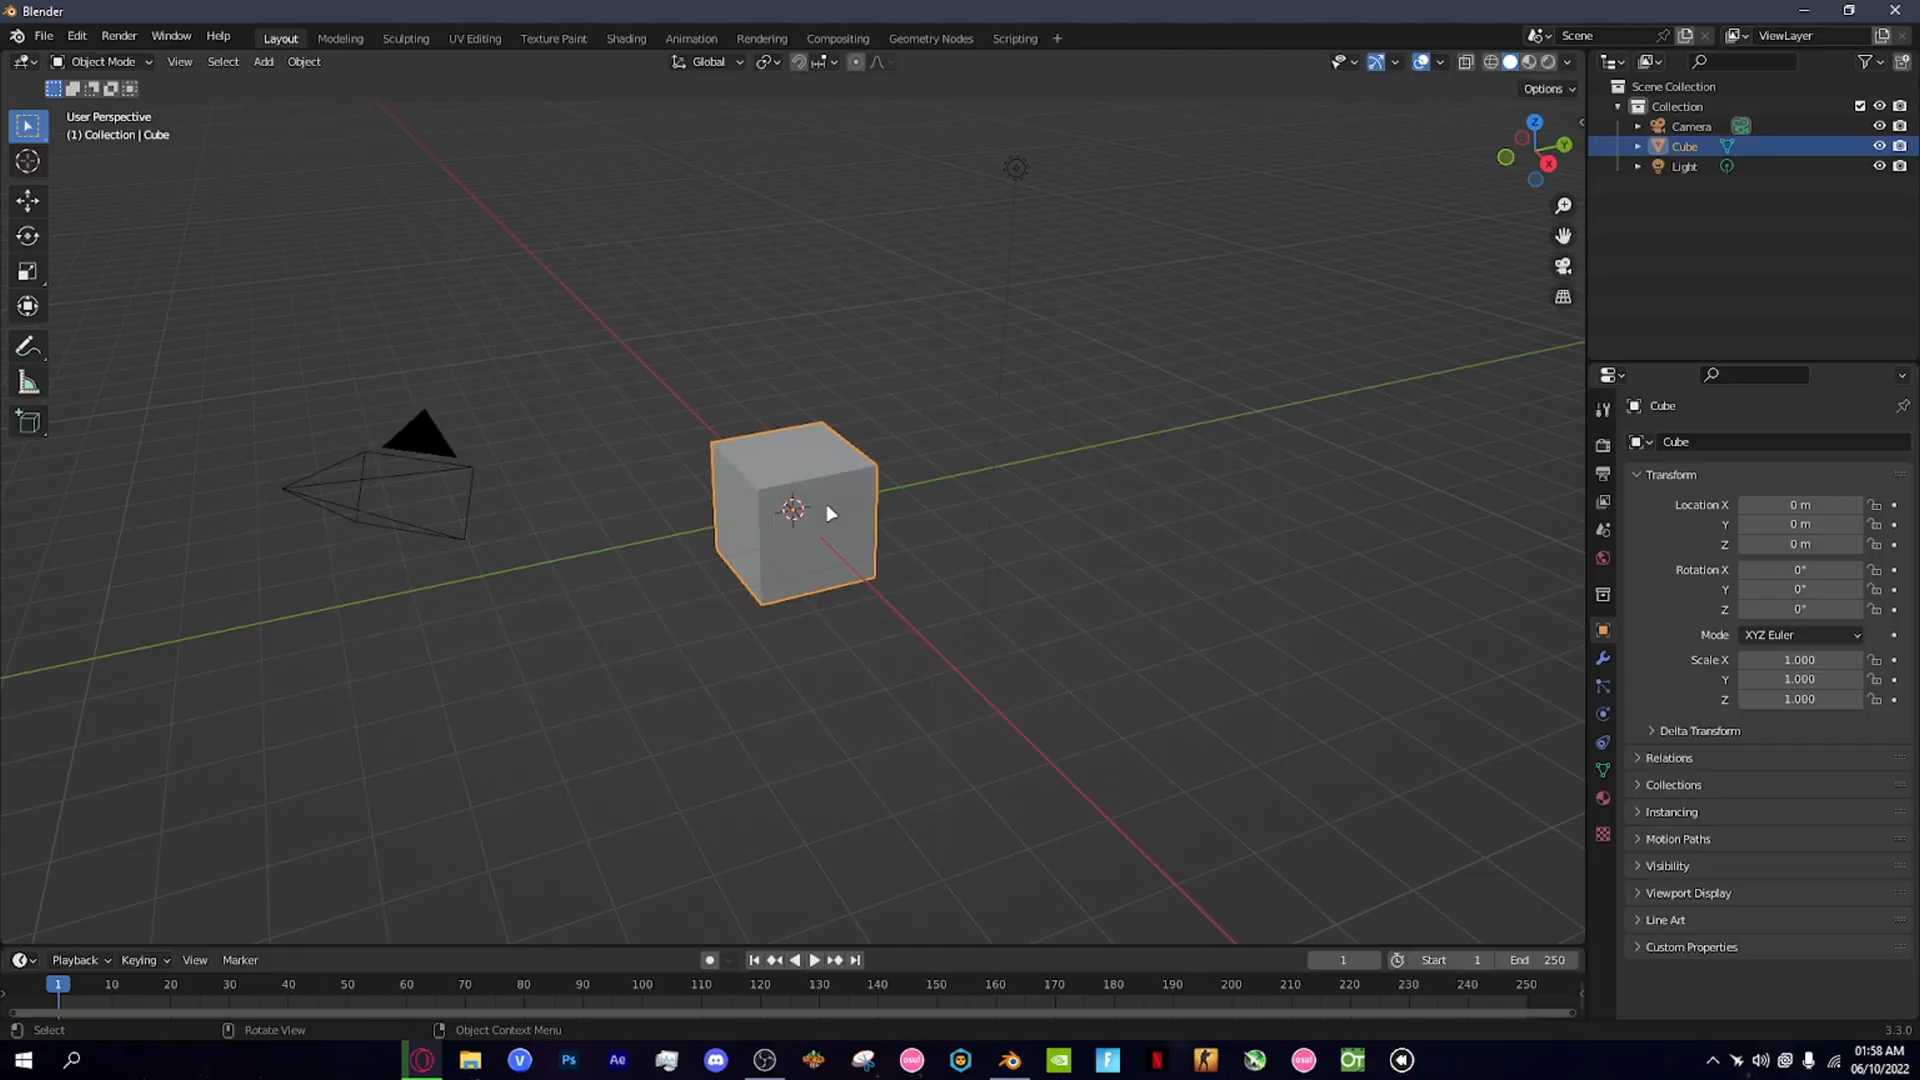 Blender
File Edit Render Window Help
Layout Modeling Sculpting UV Editing Texture Paint Shading Animation Rendering Compositing Geometry Nodes Scripting +
Scene
ViewLayer
Object Mode View Select Add Object
Global
Options
User Perspective
(1) Collection | Cube
Z
Y
X
Scene Collection
Collection
Camera
Cube
Light
Cube
Cube
Transform
Location X 0 m
Y 0 m
Z 0 m
Rotation X 0°
Y 0°
Z 0°
Mode XYZ Euler
Scale X 1.000
Y 1.000
Z 1.000
Delta Transform
Relations
Collections
Instancing
Motion Paths
Visibility
Viewport Display
Line Art
Custom Properties
Playback Keying View Marker
1
Start 1
End 250
1 10 20 30 40 50 60 70 80 90 100 110 120 130 140 150 160 170 180 190 200 210 220 230 240 250
Select
Rotate View
Object Context Menu
3.3.0
V Ps Ae osu! F N osu! OT
01:58 AM
06/10/2022